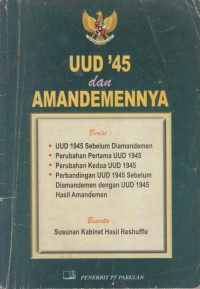 UUD '45
dan
AMANDEMENNYA
Berisi :
• UUD 1945 Sebelum Diamandemen
• Perubahan Pertama UUD 1945
• Perubahan Kedua UUD 1945
• Perbandingan UUD 1945 Sebelum
Diamandemen dengan UUD 1945
Hasil Amandemen
Beserta :
Susunan Kabinet Hasil Reshuffle
PENERBIT PT PABELAN